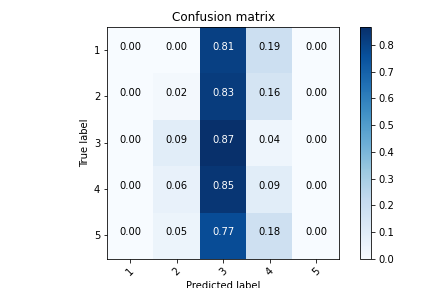 Confusion matrix
True label
1 0.00 0.00 0.81 0.19 0.00
2 0.00 0.02 0.83 0.16 0.00
3 0.00 0.09 0.87 0.04 0.00
4 0.00 0.06 0.85 0.09 0.00
5 0.00 0.05 0.77 0.18 0.00
1 2 3 4 5
Predicted label
0.8
0.7
0.6
0.5
0.4
0.3
0.2
0.1
0.0